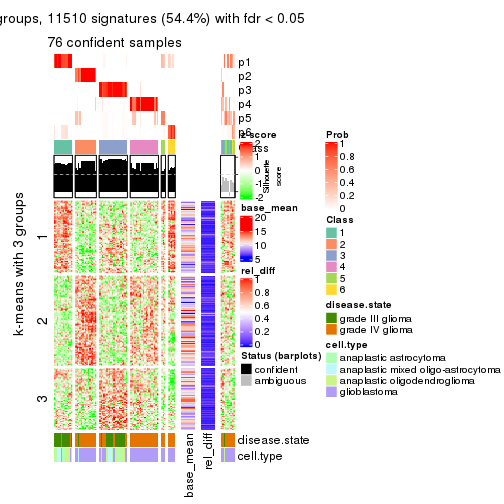 groups, 11510 signatures (54.4%) with fdr < 0.05
76 confident samples
p1
p2
p3
p4
p5
p6
Class
z-score
2
1
0
-1
-2
Silhouette
score
base_mean
20
15
10
5
rel_diff
1
0.8
0.6
0.4
0.2
0
Status (barplots)
confident
ambiguous
Prob
1
0.8
0.6
0.4
0.2
0
Class
1
2
3
4
5
6
disease.state
grade III glioma
grade IV glioma
cell.type
anaplastic astrocytoma
anaplastic mixed oligo-astrocytoma
anaplastic oligodendroglioma
glioblastoma
k-means with 3 groups
1
2
3
disease.state
cell.type
base_mean
rel_diff